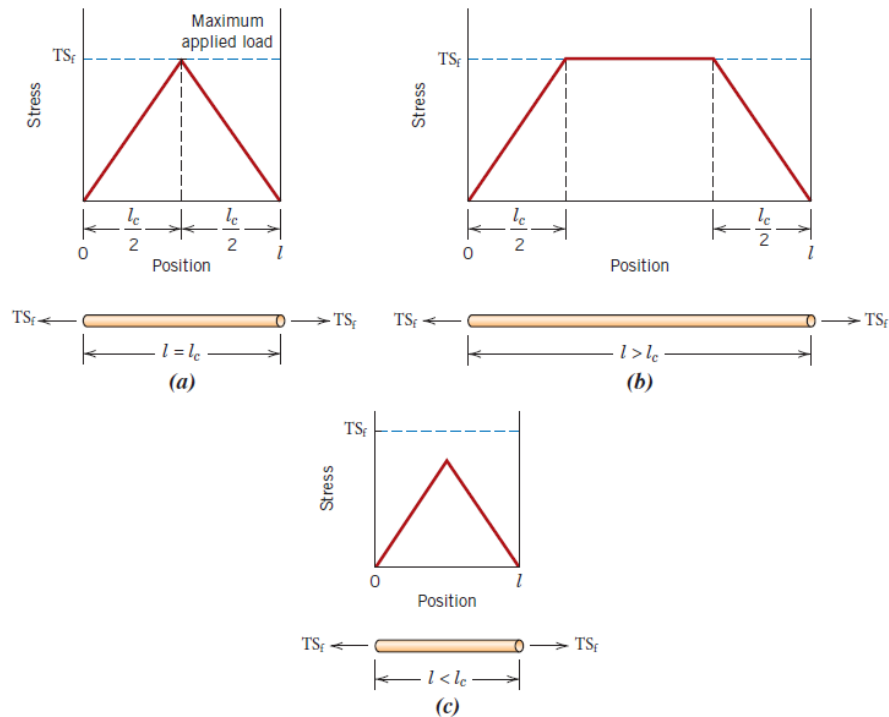 Maximum
applied load
TSf
Stress
lc/2 lc/2
0 l
Position
TSf TSf
l = lc
(a)
TSf
Stress
lc/2 lc/2
0 l
Position
TSf TSf
l > lc
(b)
TSf
Stress
0 l
Position
TSf TSf
l < lc
(c)